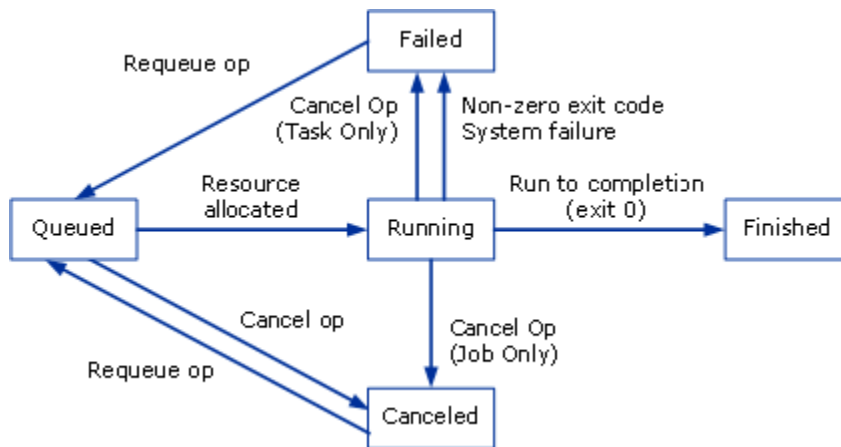 Failed
Requeue op
Cancel Op
(Task Only)
Non-zero exit code
System failure
Resource
allocated
Run to completion
(exit 0)
Queued
Running
Finished
Cancel op
Requeue op
Cancel Op
(Job Only)
Canceled